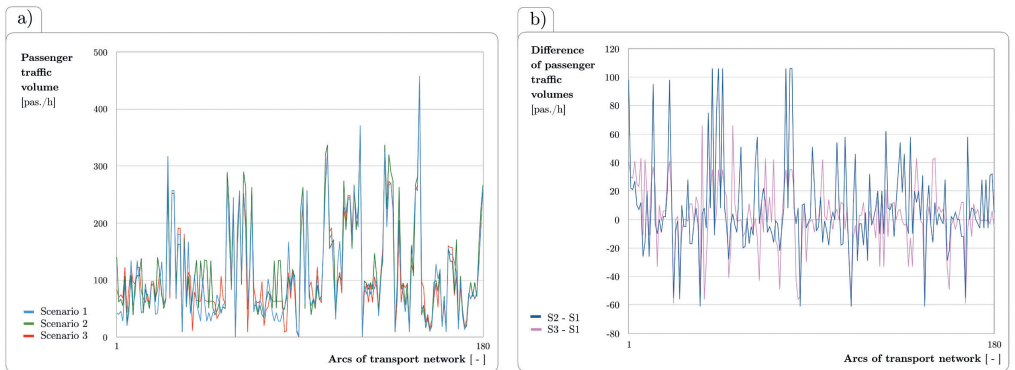 a)
Passenger
traffic
volume
[pas./h]
500
400
300
200
100
0
Scenario 1
Scenario 2
Scenario 3
1
180
Arcs of transport network [ - ]
b)
Difference
of passenger
traffic
volumes
[pas./h]
120
100
80
60
40
20
0
-20
-40
-60
-80
S2 - S1
S3 - S1
1
180
Arcs of transport network [ - ]